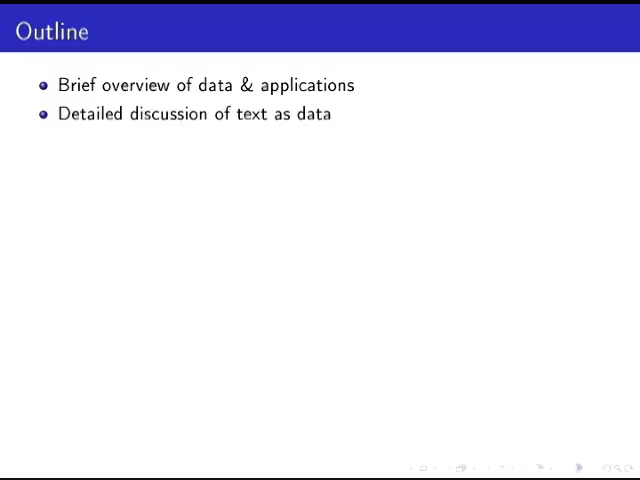 Outline
Brief overview of data & applications
Detailed discussion of text as data